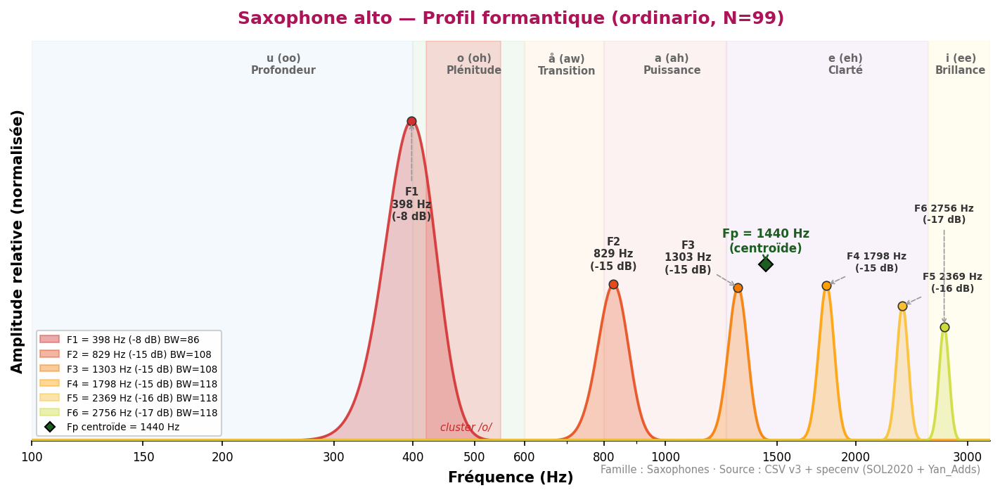 Saxophone alto — Profil formantique (ordinario, N=99)
u (oo)
Profondeur
o (oh)
Plénitude
å (aw)
Transition
a (ah)
Puissance
e (eh)
Clarté
i (ee)
Brillance
Amplitude relative (normalisée)
F1
398 Hz
(-8 dB)
F2
829 Hz
(-15 dB)
F3
1303 Hz
(-15 dB)
Fp = 1440 Hz
(centroïde)
F4 1798 Hz
(-15 dB)
F5 2369 Hz
(-16 dB)
F6 2756 Hz
(-17 dB)
cluster /o/
F1 = 398 Hz (-8 dB) BW=86
F2 = 829 Hz (-15 dB) BW=108
F3 = 1303 Hz (-15 dB) BW=108
F4 = 1798 Hz (-15 dB) BW=118
F5 = 2369 Hz (-16 dB) BW=118
F6 = 2756 Hz (-17 dB) BW=118
Fp centroïde = 1440 Hz
100 150 200 300 400 500 600 800 1000 1500 2000 3000
Fréquence (Hz)
Famille : Saxophones · Source : CSV v3 + specenv (SOL2020 + Yan_Adds)